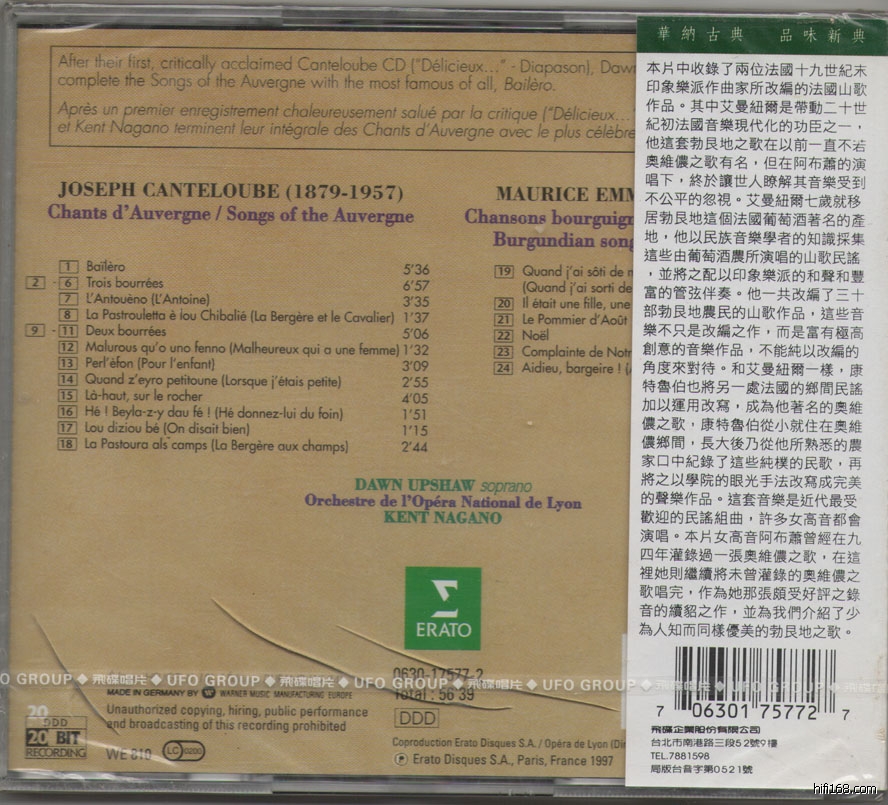 After their first, critically acclaimed Canteloube CD ("Délicieux..." - Diapason), Dawn
complete the Songs of the Auvergne with the most famous of all, Baïlèro.
Après un premier enregistrement chaleureusement salué par la critique ("Délicieux...
et Kent Nagano terminent leur intégrale des Chants d'Auvergne avec le plus célèbre
JOSEPH CANTELOUBE (1879-1957)
Chants d'Auvergne / Songs of the Auvergne
1 Baïlèro 5'36
2 - 6 Trois bourrées 6'57
7 L'Antouèno (L'Antoine) 3'35
8 La Pastrouletta è lou Chibalié (La Bergère et le Cavalier) 1'37
9 - 11 Deux bourrées 5'06
12 Malurous qu'o uno fenno (Malheureux qui a une femme) 1'32
13 Perl'éfon (Pour l'enfant) 3'09
14 Quand z'eyro petitoune (Lorsque j'étais petite) 2'55
15 Là-haut, sur le rocher 4'05
16 Hé ! Beyla-z-y dau fé ! (Hé donnez-lui du foin) 1'51
17 Lou diziou bé (On disait bien) 1'15
18 La Pastoura als camps (La Bergère aux champs) 2'44
MAURICE EMM
Chansons bourguign
Burgundian song
19 Quand j'ai sôti de
(Quand j'ai sorti de
20 Il était une fille, une
21 Le Pommier d'Août
22 Noël
23 Complainte de Notr
24 Aidieu, bargeire ! (
DAWN UPSHAW soprano
Orchestre de l'Opéra National de Lyon
KENT NAGANO
ERATO
0630-17577-2
Total : 56'39
UFO GROUP ◆ 飛碟唱片 ◆ UFO GROUP ◆ 飛碟唱片 ◆ UFO GROUP ◆ 飛碟唱片 ◆ UFO GROUP
MADE IN GERMANY BY WARNER MUSIC MANUFACTURING EUROPE
Unauthorized copying, hiring, public performance
and broadcasting of this recording prohibited
DDD
20 BIT
RECORDING
WE 810
LC 0200
DDD
Coproduction Erato Disques S.A. / Opéra de Lyon (Di
℗ Erato Disques S.A., Paris, France 1997
華納古典 品味新典
本片中收錄了兩位法國十九世紀末
印象樂派作曲家所改編的法國山歌
作品。其中艾曼紐爾是帶動二十世
紀初法國音樂現代化的功臣之一，
他這套勃艮地之歌在以前一直不若
奧維儂之歌有名，但在阿布蕭的演
唱下，終於讓世人瞭解其音樂受到
不公平的忽視。艾曼紐爾七歲就移
居勃艮地這個法國葡萄酒著名的產
地，他以民族音樂學者的知識採集
這些由葡萄酒農所演唱的山歌民謠
，並將之配以印象樂派的和聲和豐
富的管弦伴奏。他一共改編了三十
部勃艮地農民的山歌作品，這些音
樂不只是改編之作，而是富有極高
創意的音樂作品，不能純以改編的
角度來對待。和艾曼紐爾一樣，康
特魯伯也將另一處法國的鄉間民謠
加以運用改寫，成為他著名的奧維
儂之歌，康特魯伯從小就住在奧維
儂鄉間，長大後乃從他所熟悉的農
家口中紀錄了這些純樸的民歌，再
將之以學院的眼光手法改寫成完美
的聲樂作品。這套音樂是近代最受
歡迎的民謠組曲，許多女高音都會
演唱。本片女高音阿布蕭曾經在九
四年灌錄過一張奧維儂之歌，在這
裡她則繼續將未曾灌錄的奧維儂之
歌唱完，作為她那張頗受好評之錄
音的續貂之作，並為我們介紹了少
為人知而同樣優美的勃艮地之歌。
7 06301 75772 7
飛碟企業股份有限公司
台北市南港路三段52號9樓
TEL.7881598
局版台音字第0521號
hifi168.com